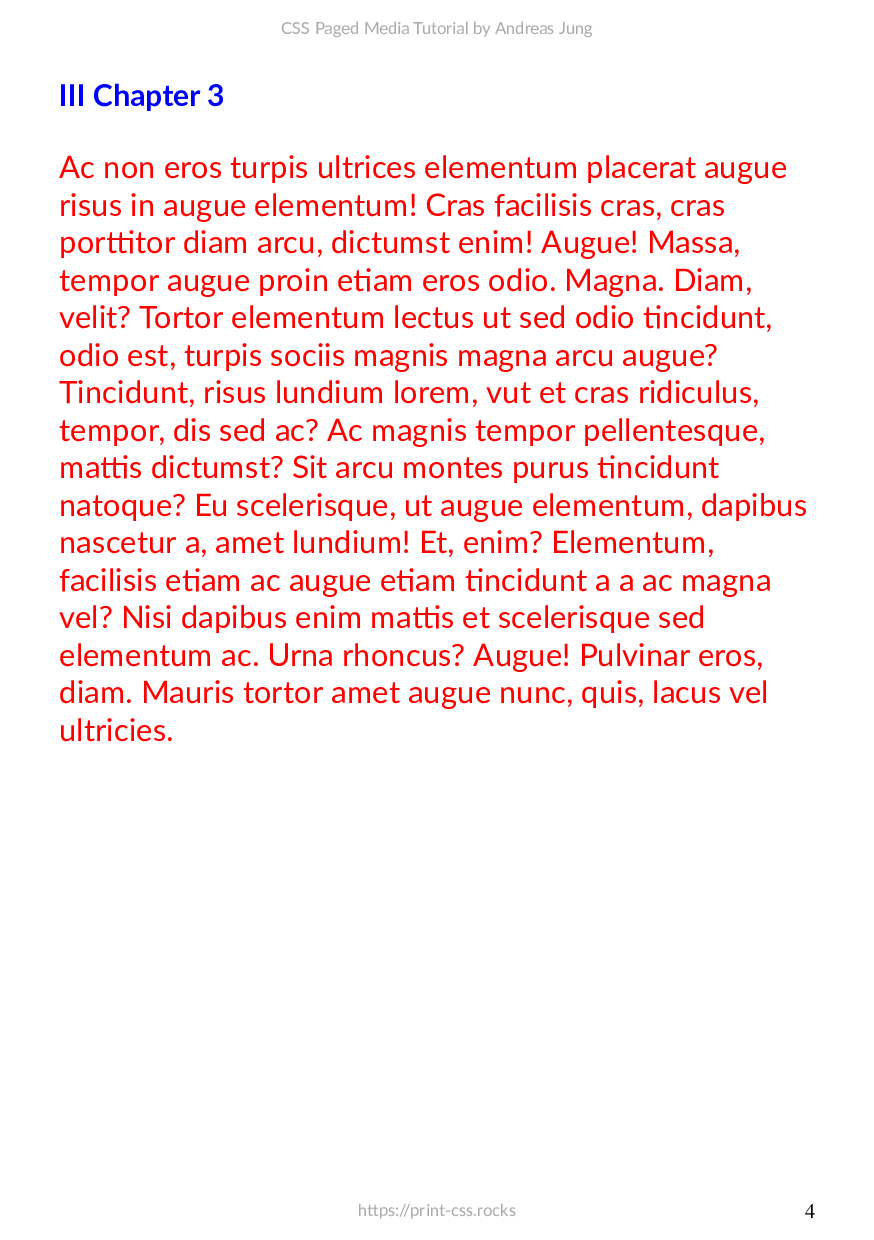 CSS Paged Media Tutorial by Andreas Jung
III Chapter 3
Ac non eros turpis ultrices elementum placerat augue
risus in augue elementum! Cras facilisis cras, cras
porttitor diam arcu, dictumst enim! Augue! Massa,
tempor augue proin etiam eros odio. Magna. Diam,
velit? Tortor elementum lectus ut sed odio tincidunt,
odio est, turpis sociis magnis magna arcu augue?
Tincidunt, risus lundium lorem, vut et cras ridiculus,
tempor, dis sed ac? Ac magnis tempor pellentesque,
mattis dictumst? Sit arcu montes purus tincidunt
natoque? Eu scelerisque, ut augue elementum, dapibus
nascetur a, amet lundium! Et, enim? Elementum,
facilisis etiam ac augue etiam tincidunt a a ac magna
vel? Nisi dapibus enim mattis et scelerisque sed
elementum ac. Urna rhoncus? Augue! Pulvinar eros,
diam. Mauris tortor amet augue nunc, quis, lacus vel
ultricies.
https://print-css.rocks 4